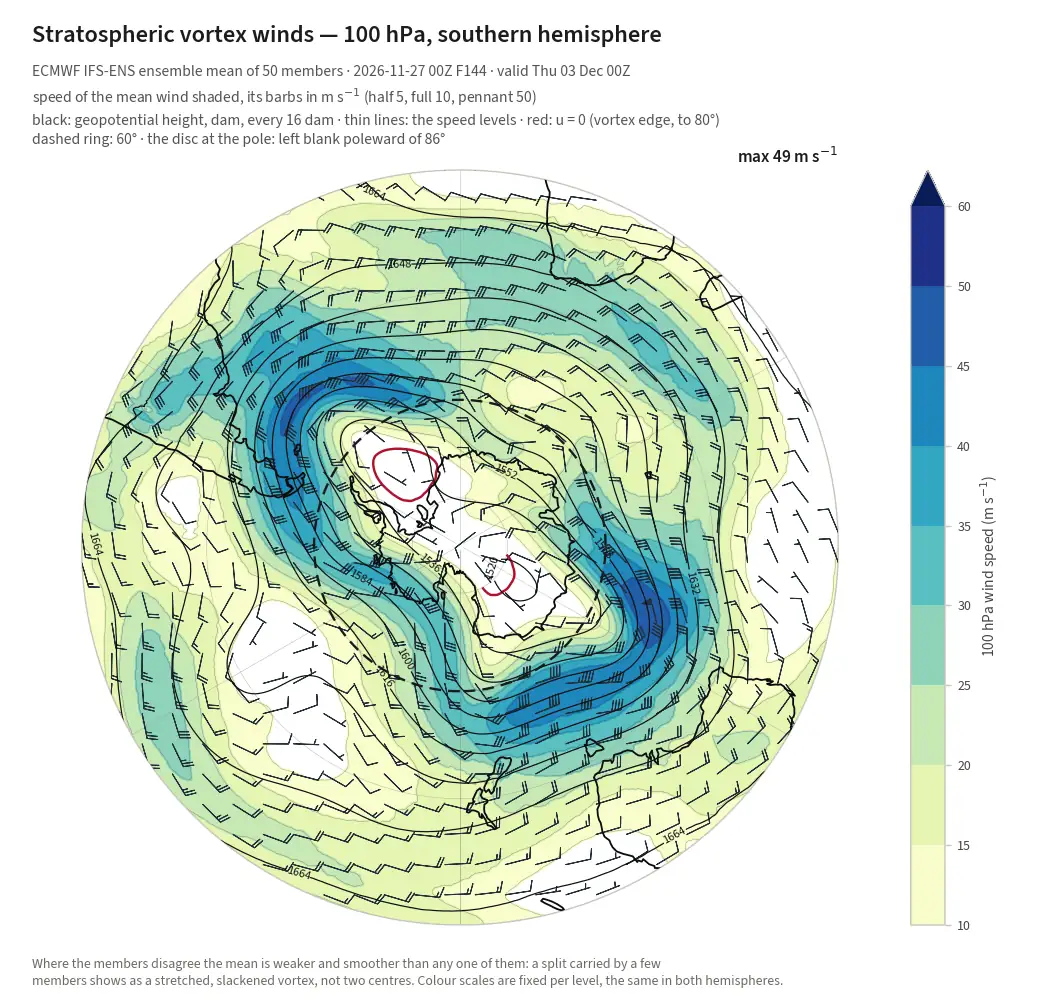 Stratospheric vortex winds — 100 hPa, southern hemisphere
ECMWF IFS-ENS ensemble mean of 50 members · 2026-11-27 00Z F144 · valid Thu 03 Dec 00Z
speed of the mean wind shaded, its barbs in m s⁻¹ (half 5, full 10, pennant 50)
black: geopotential height, dam, every 16 dam · thin lines: the speed levels · red: u = 0 (vortex edge, to 80°)
dashed ring: 60° · the disc at the pole: left blank poleward of 86°
max 49 m s⁻¹
1664
1648
1552
1664
1584
1536
1520
1632
1600
1616
1664
1664
60
50
45
40
35
30
25
20
15
10
100 hPa wind speed (m s⁻¹)
Where the members disagree the mean is weaker and smoother than any one of them: a split carried by a few
members shows as a stretched, slackened vortex, not two centres. Colour scales are fixed per level, the same in both hemispheres.